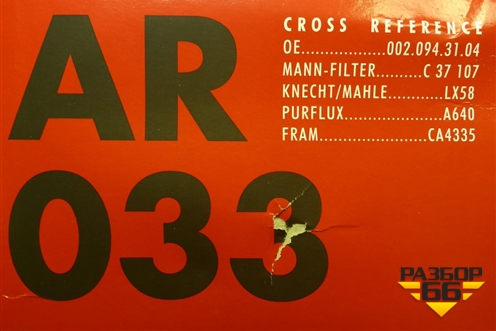 AR
033
CROSS REFERENCE
OE.................002.094.31.04
MANN-FILTER..........C 37 107
KNECHT/MAHLE............LX58
PURFLUX.....................A640
FRAM......................CA4335
РАЗБОР
66